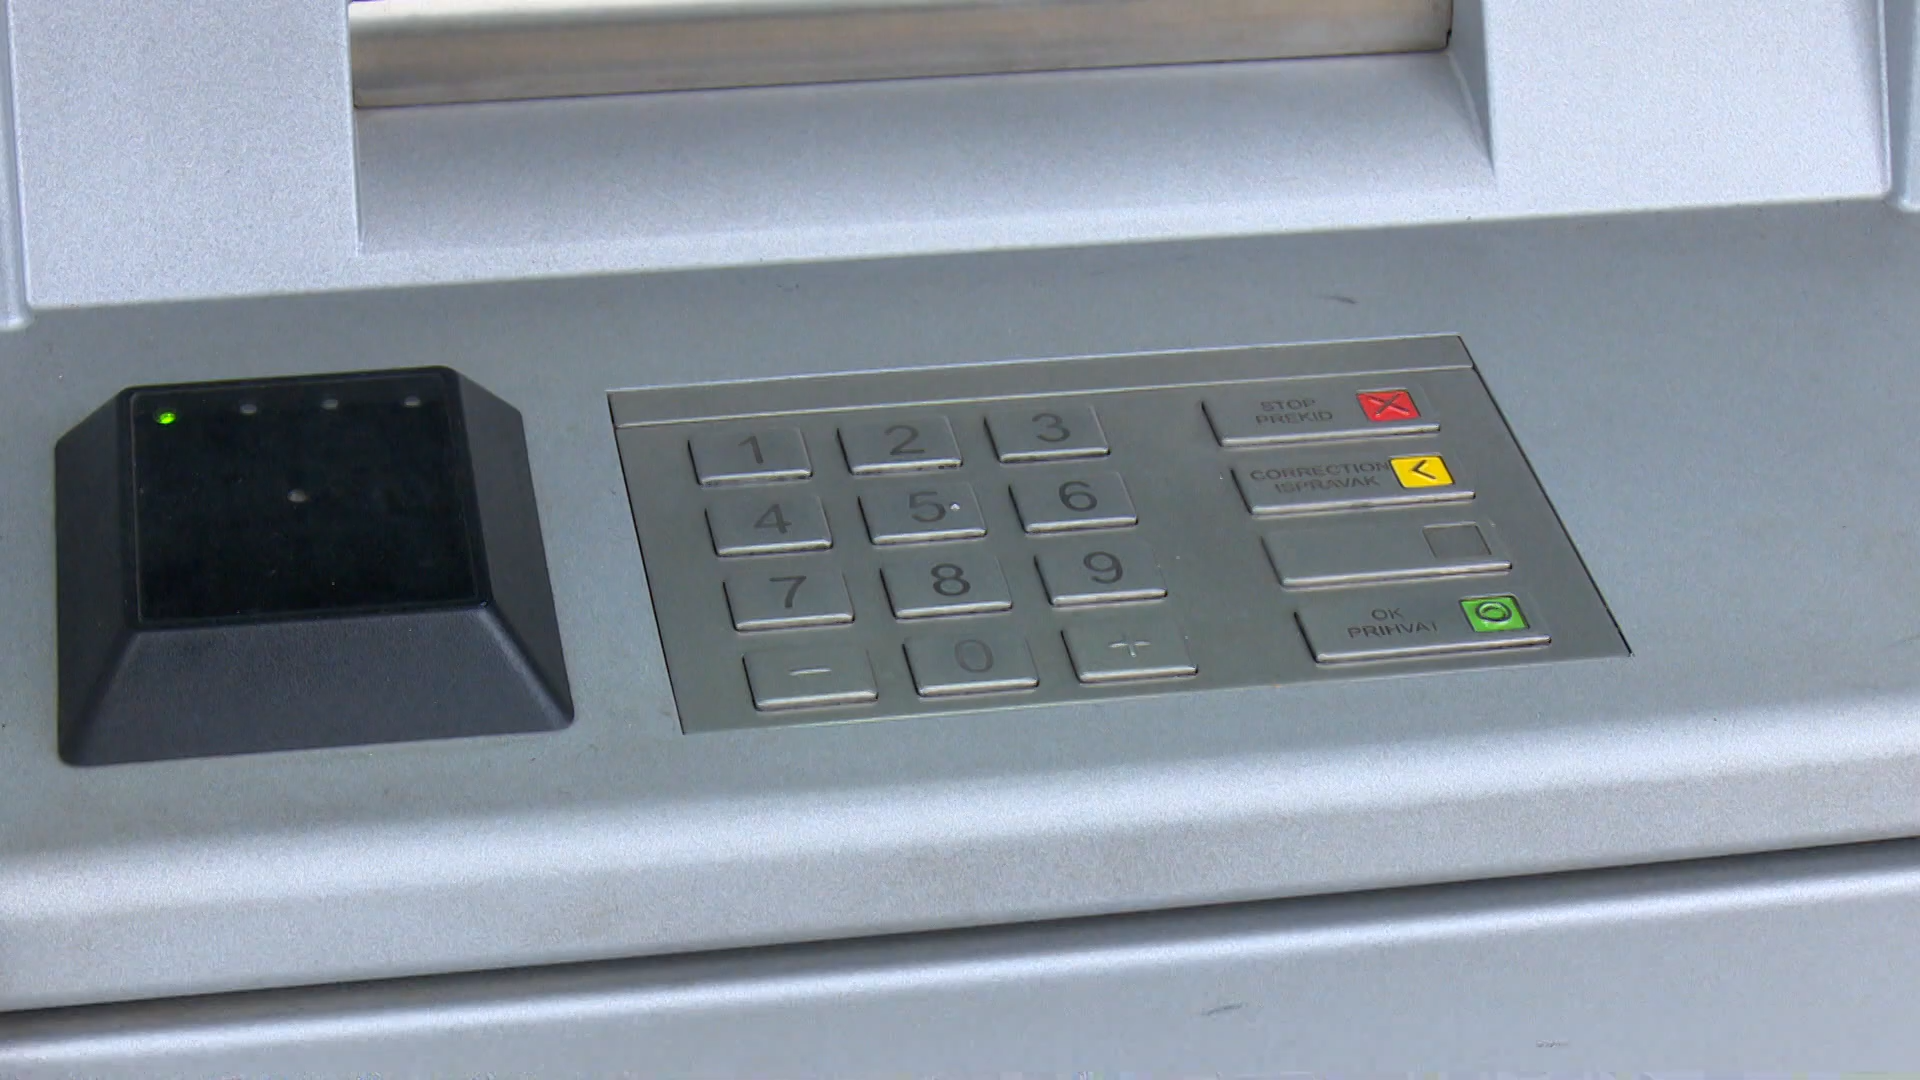 1 2 3
STOP
PREKID
4 5 6
CORRECTION
ISPRAVAK
7 8 9
- 0 +
OK
PRIHVAT